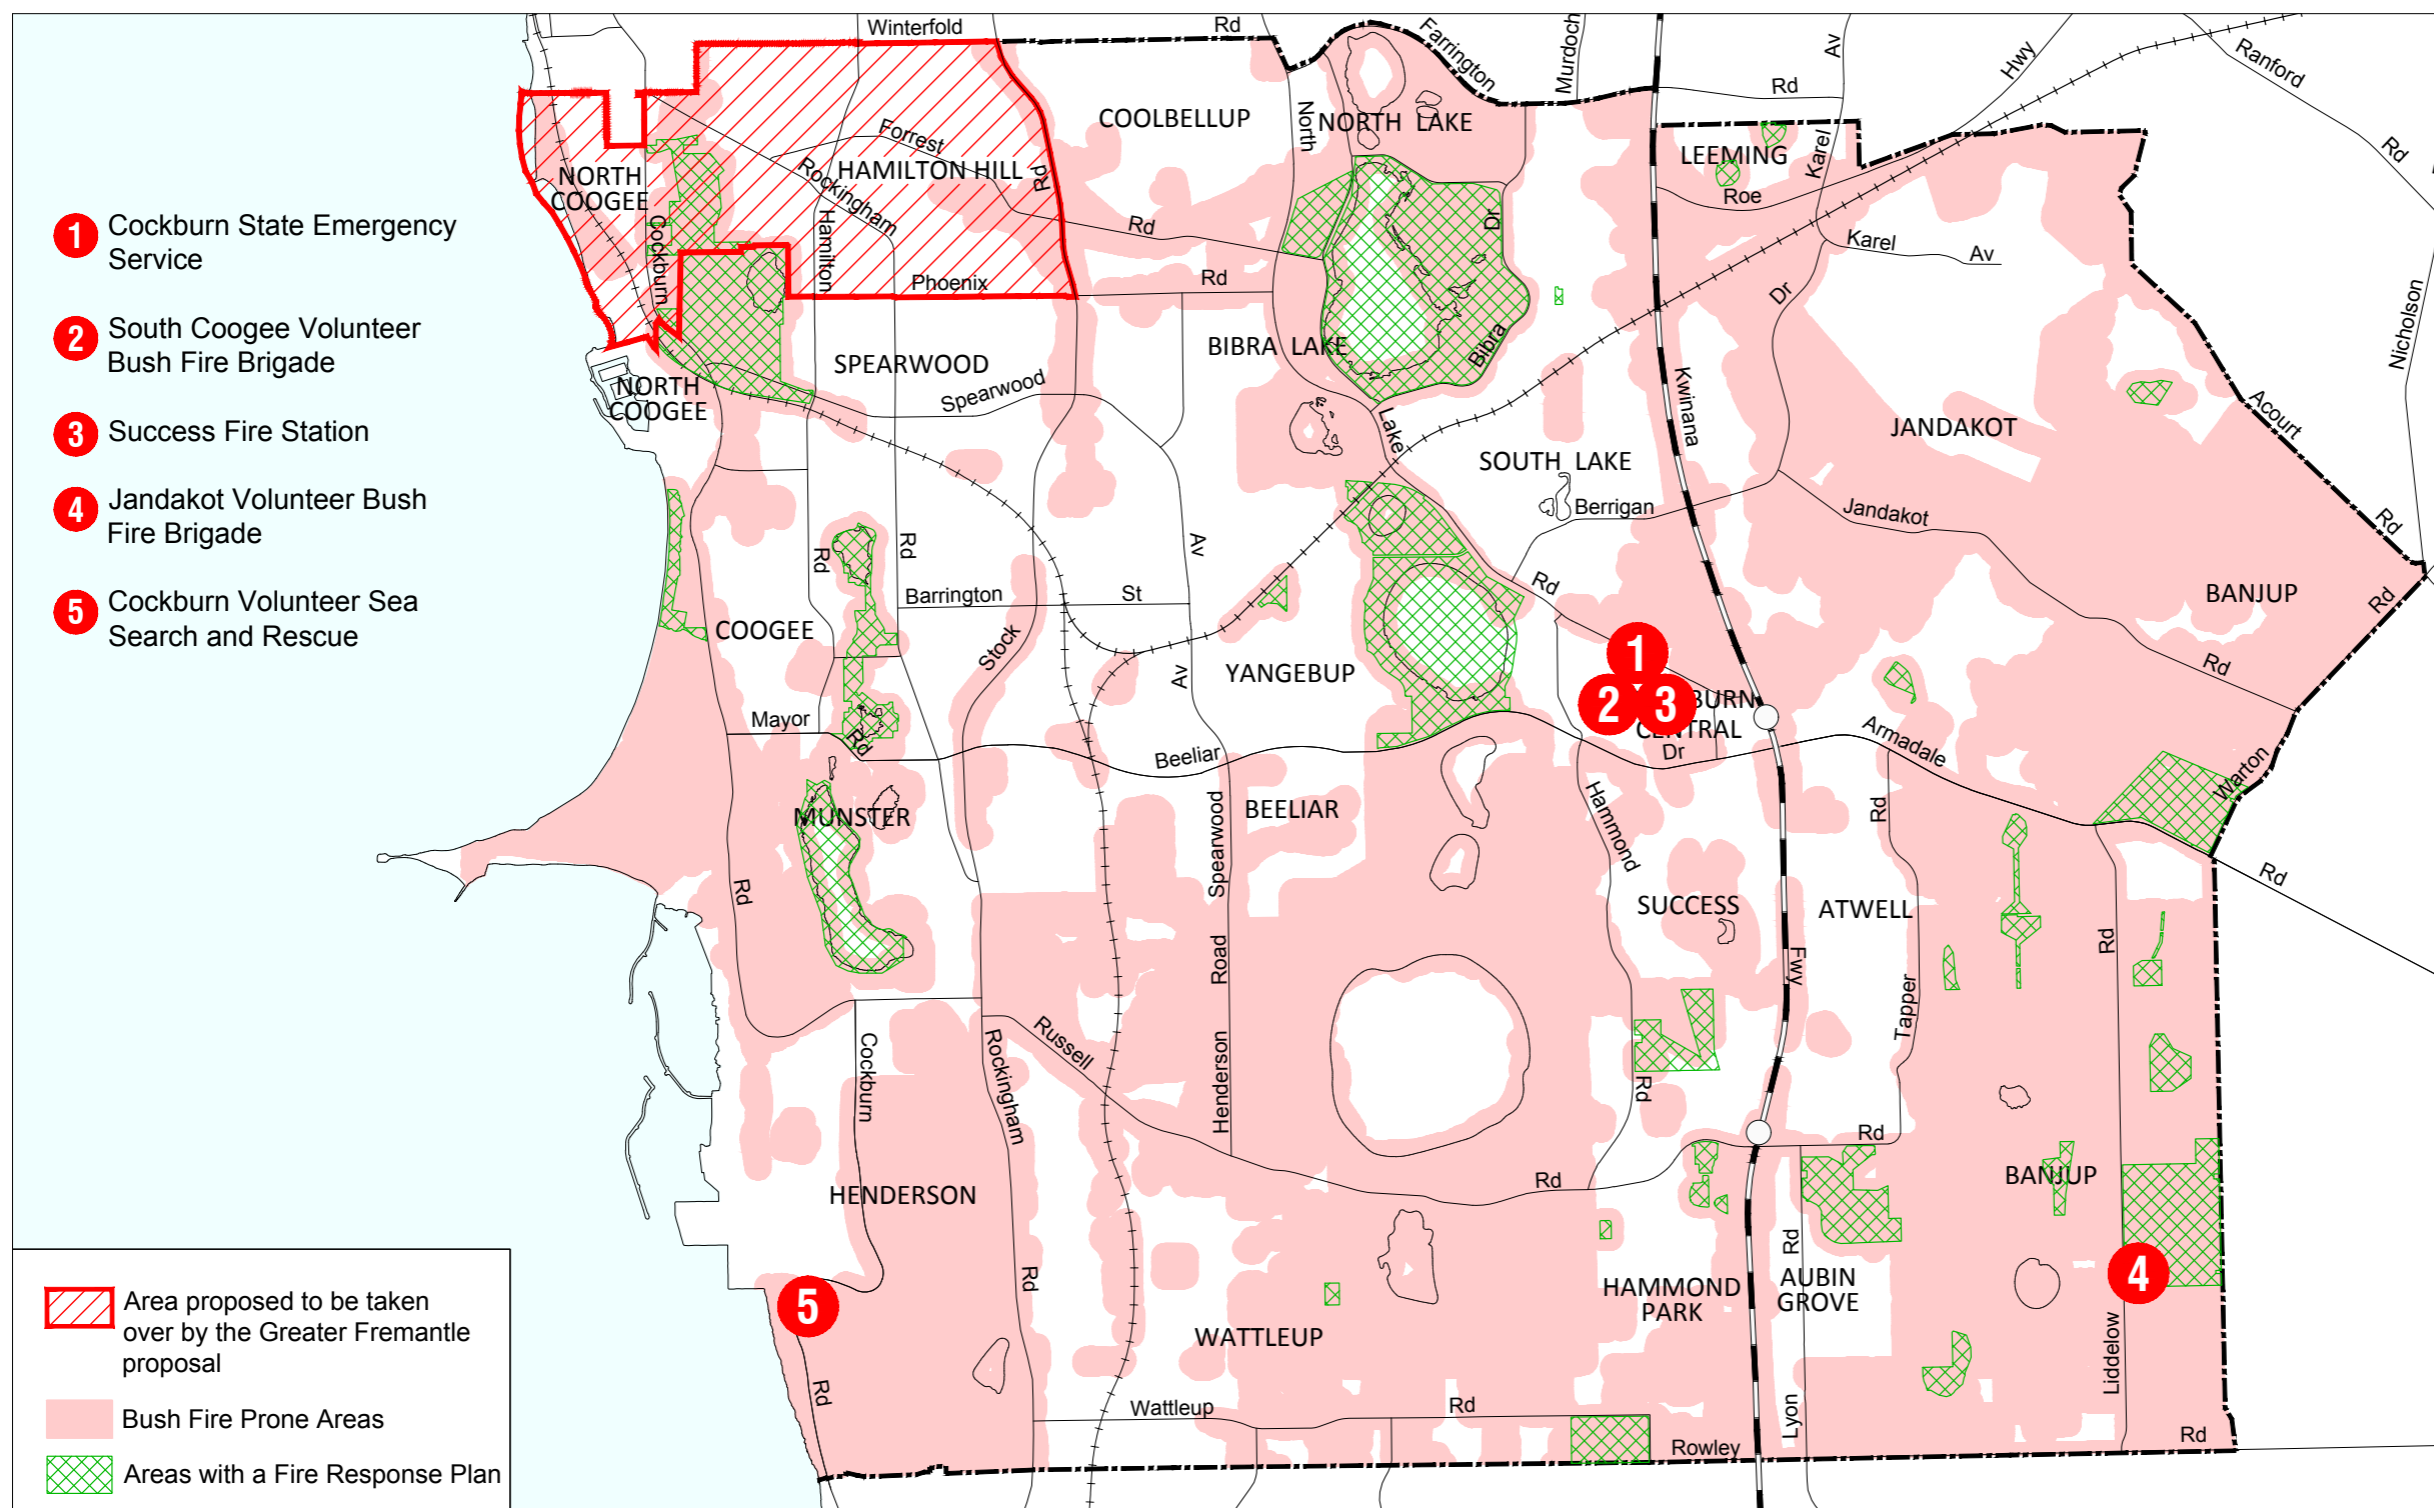 1 Cockburn State Emergency
Service
2 South Coogee Volunteer
Bush Fire Brigade
3 Success Fire Station
4 Jandakot Volunteer Bush
Fire Brigade
5 Cockburn Volunteer Sea
Search and Rescue
Area proposed to be taken
over by the Greater Fremantle
proposal
Bush Fire Prone Areas
Areas with a Fire Response Plan
Winterfold
Rd
Farrington
Murdoch
Rd
Av
Hwy
Ranford
Rd
COOLBELLUP
North
NORTH LAKE
LEEMING
Karel
Roe
Forrest
HAMILTON HILL
Rd
Rockingham
NORTH
COOGEE
Cockburn
Hamilton
Phoenix
Rd
Rd
Dr
Karel
Av
Dr
Nicholson
SPEARWOOD
Spearwood
BIBRA LAKE
Bibra
NORTH
COOGEE
Kwinana
JANDAKOT
Acourt
Rd
Lake
SOUTH LAKE
Berrigan
Jandakot
Rd
Rd
Av
Barrington
St
Rd
BANJUP
Rd
COOGEE
Stock
1
Rd
YANGEBUP
Av
2
3
BURN
CENTRAL
Dr
Mayor
Rd
Beeliar
Armadale
Warton
MUNSTER
BEELIAR
Hammond
Rd
Spearwood
Rd
Rd
SUCCESS
ATWELL
Road
Rd
Fwy
Tapper
Cockburn
Rockingham
Russell
Henderson
Rd
Rd
HENDERSON
Rd
BANJUP
Rd
Rd
HAMMOND
PARK
AUBIN
GROVE
4
5
WATTLEUP
Liddelow
Rd
Wattleup
Rd
Lyon
Rowley
Rd